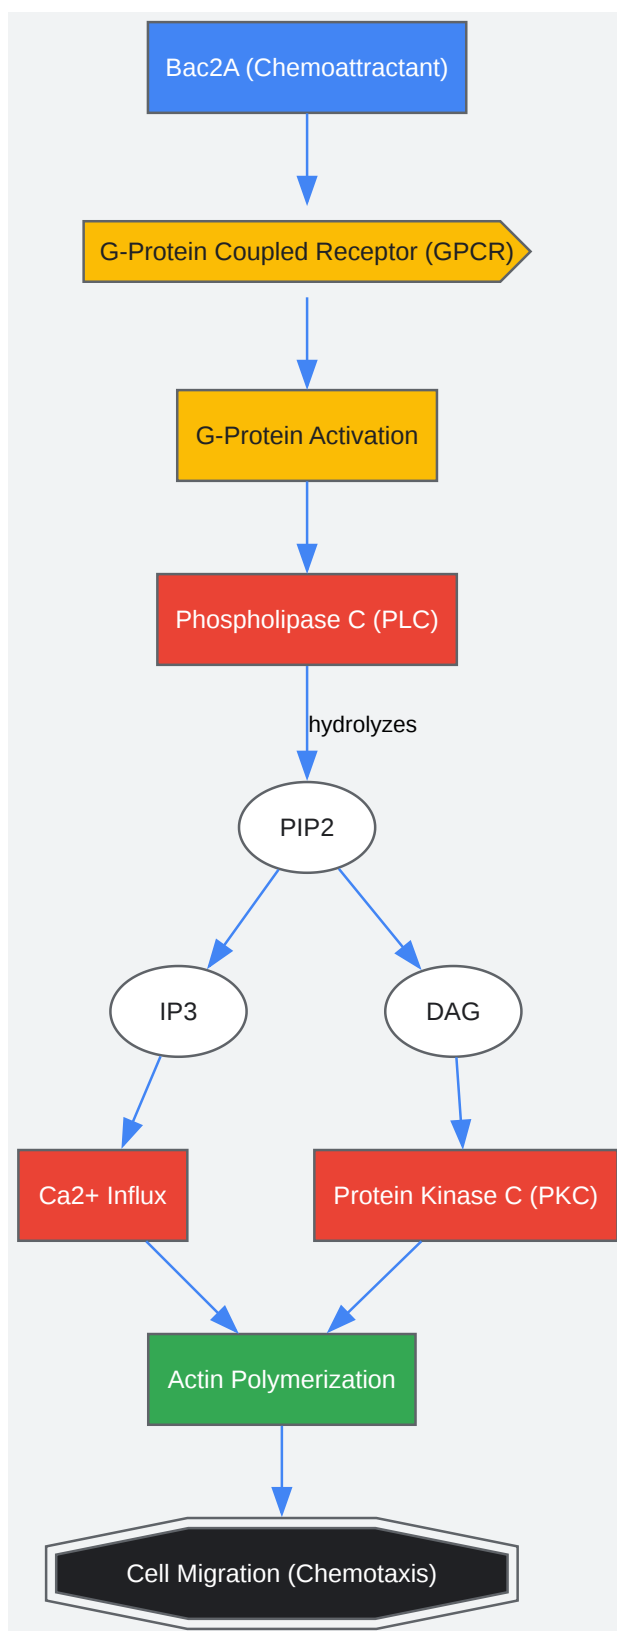 Bac2A (Chemoattractant)
G-Protein Coupled Receptor (GPCR)
G-Protein Activation
Phospholipase C (PLC)
hydrolyzes
PIP2
IP3
DAG
Ca2+ Influx
Protein Kinase C (PKC)
Actin Polymerization
Cell Migration (Chemotaxis)